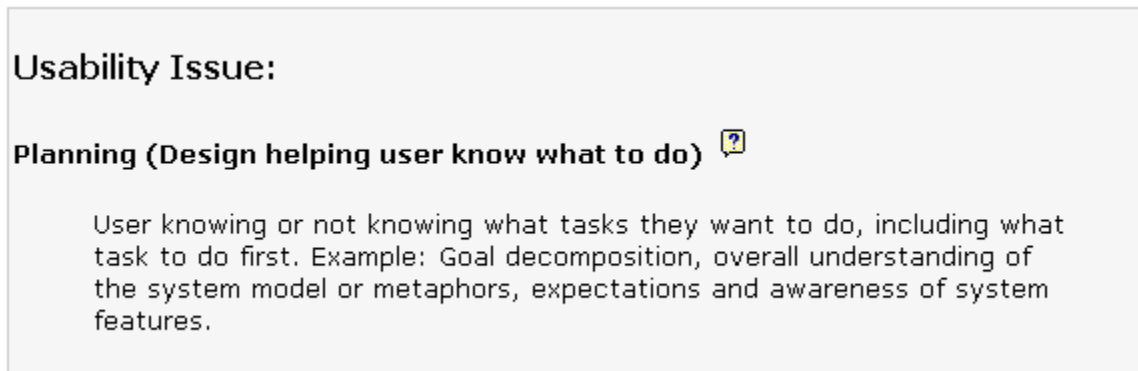 Usability Issue:
Planning (Design helping user know what to do) ?
User knowing or not knowing what tasks they want to do, including what
task to do first. Example: Goal decomposition, overall understanding of
the system model or metaphors, expectations and awareness of system
features.